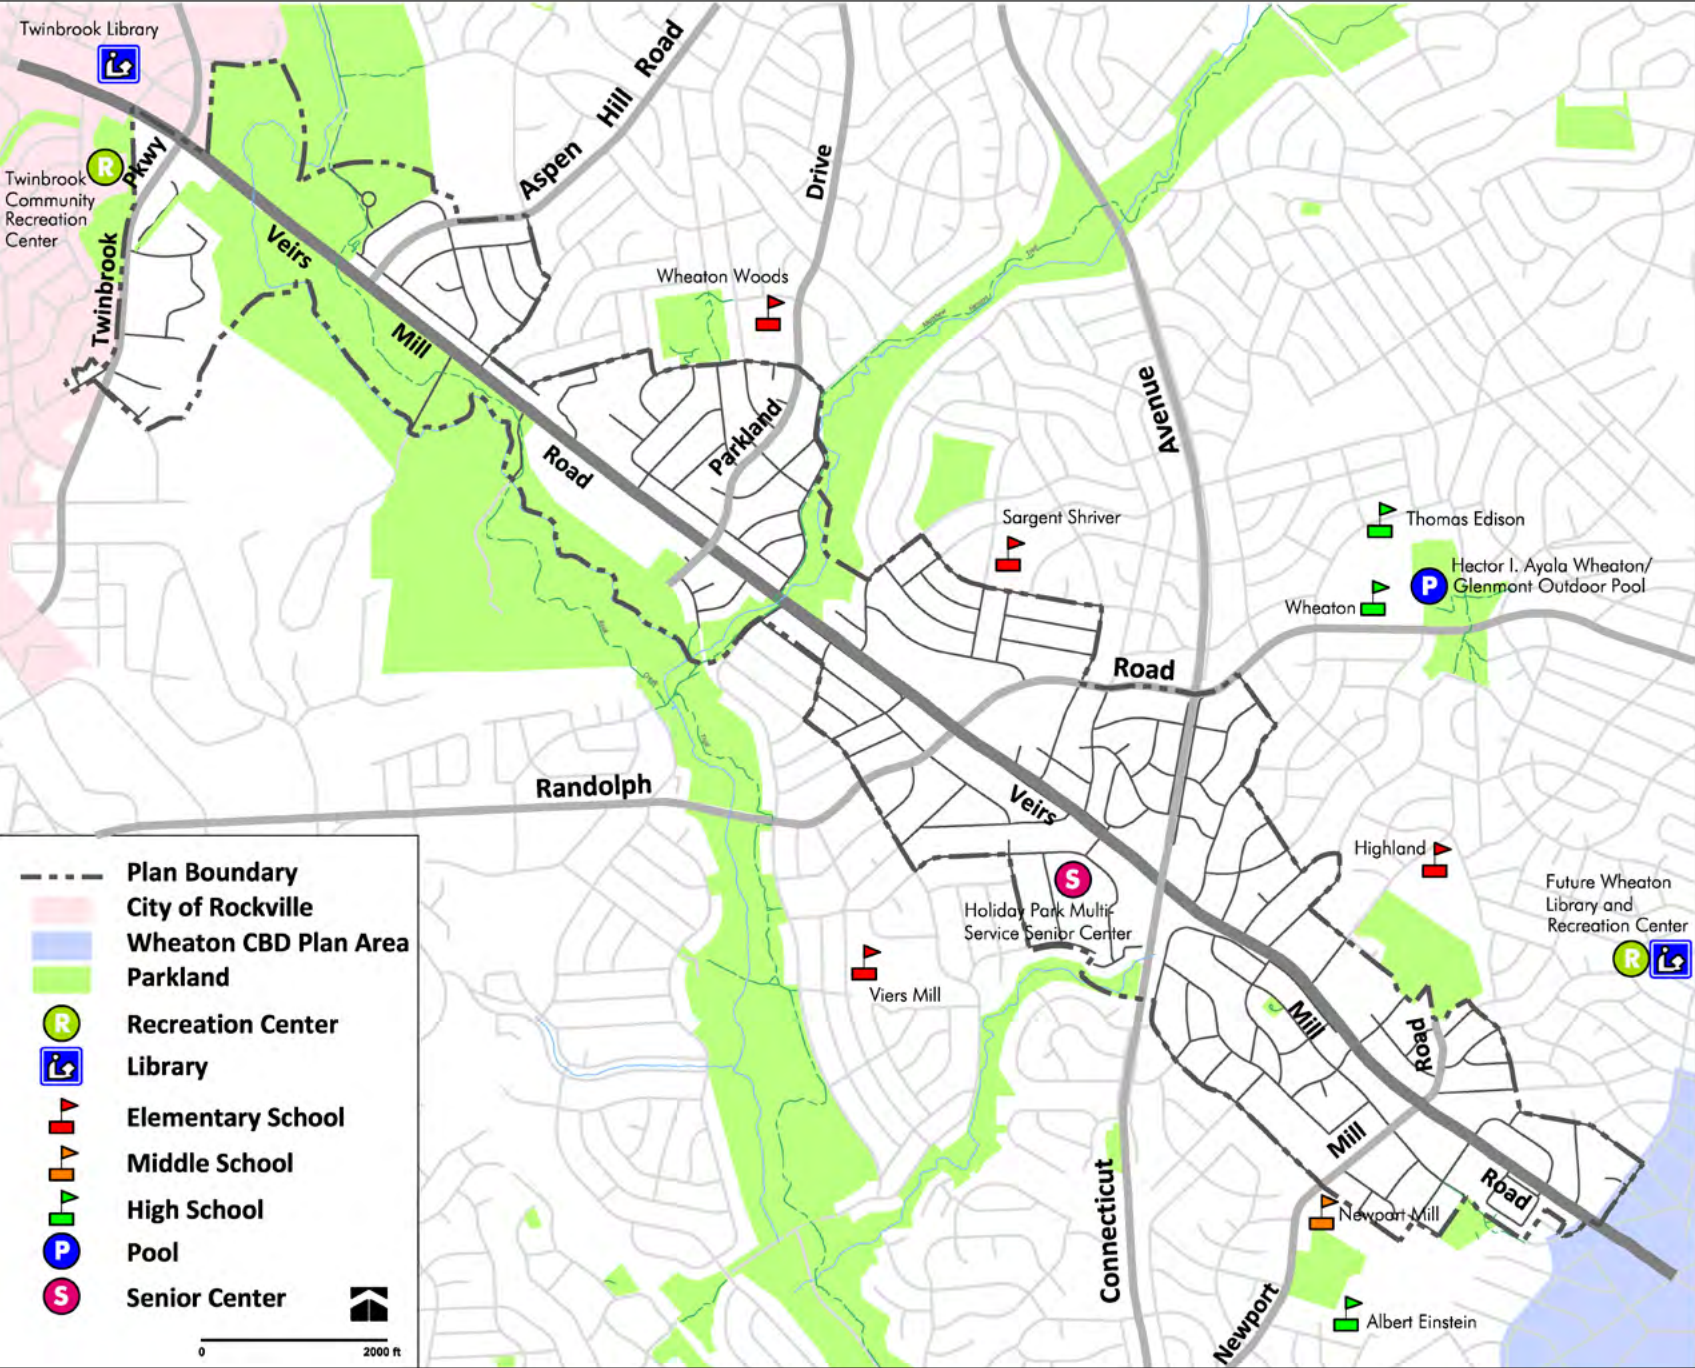 Twinbrook Library
Aspen Hill Road
Drive
Pkwy
R
Twinbrook
Community
Recreation
Center
Twinbrook
Veirs
Wheaton Woods
Mill
Avenue
Parkland
Road
Sargent Shriver
Thomas Edison
Hector I. Ayala Wheaton/
Glenmont Outdoor Pool
P
Wheaton
Road
Randolph
Veirs
Highland
S
Holiday Park Multi-
Service Senior Center
Future Wheaton
Library and
Recreation Center
R
Viers Mill
Mill
Road
Mill
Road
Connecticut
Newport Mill
Newport
Albert Einstein
Plan Boundary
City of Rockville
Wheaton CBD Plan Area
Parkland
R Recreation Center
Library
Elementary School
Middle School
High School
P Pool
S Senior Center
0 2000 ft